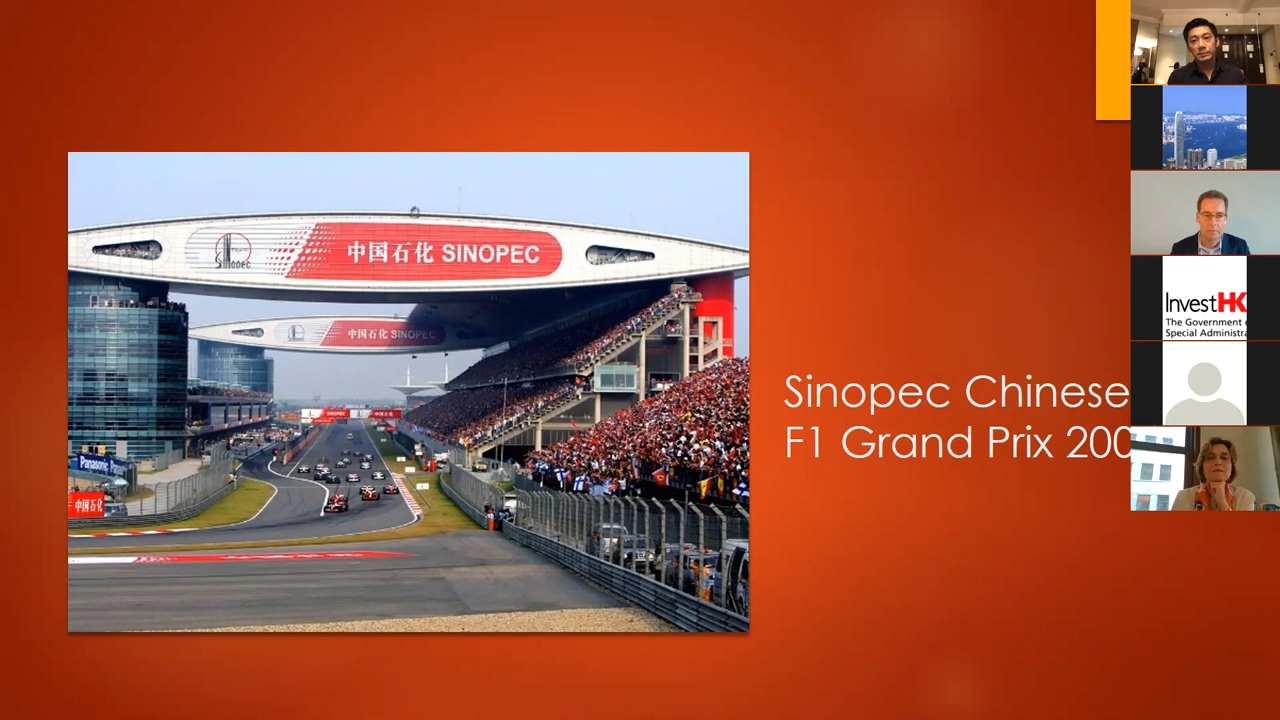 中国石化 SINOPEC
SINOPEC
中国石化 SINOPEC
Panasonic
中国石化
Sinopec Chinese
F1 Grand Prix 200
InvestHK
The Government
Special Administra